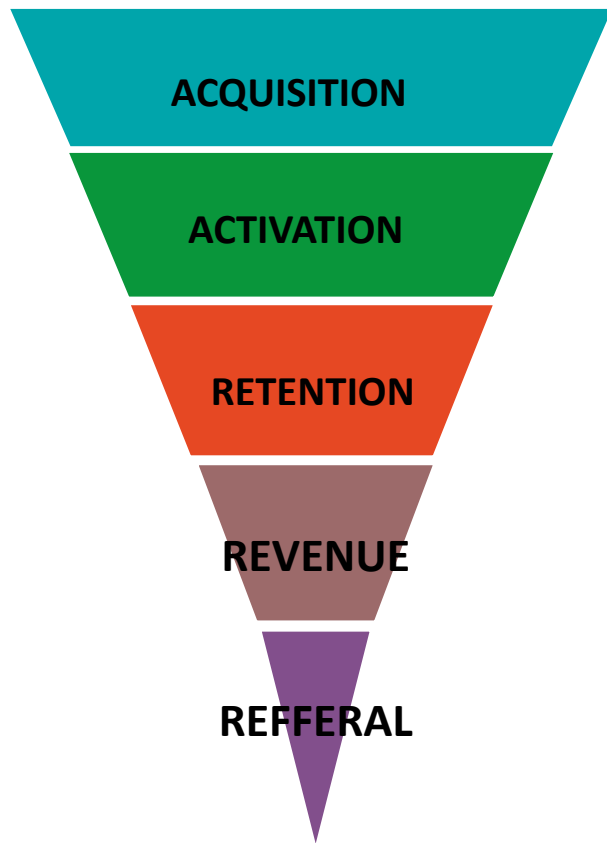 ACQUISITION
ACTIVATION
RETENTION
REVENUE
REFFERAL